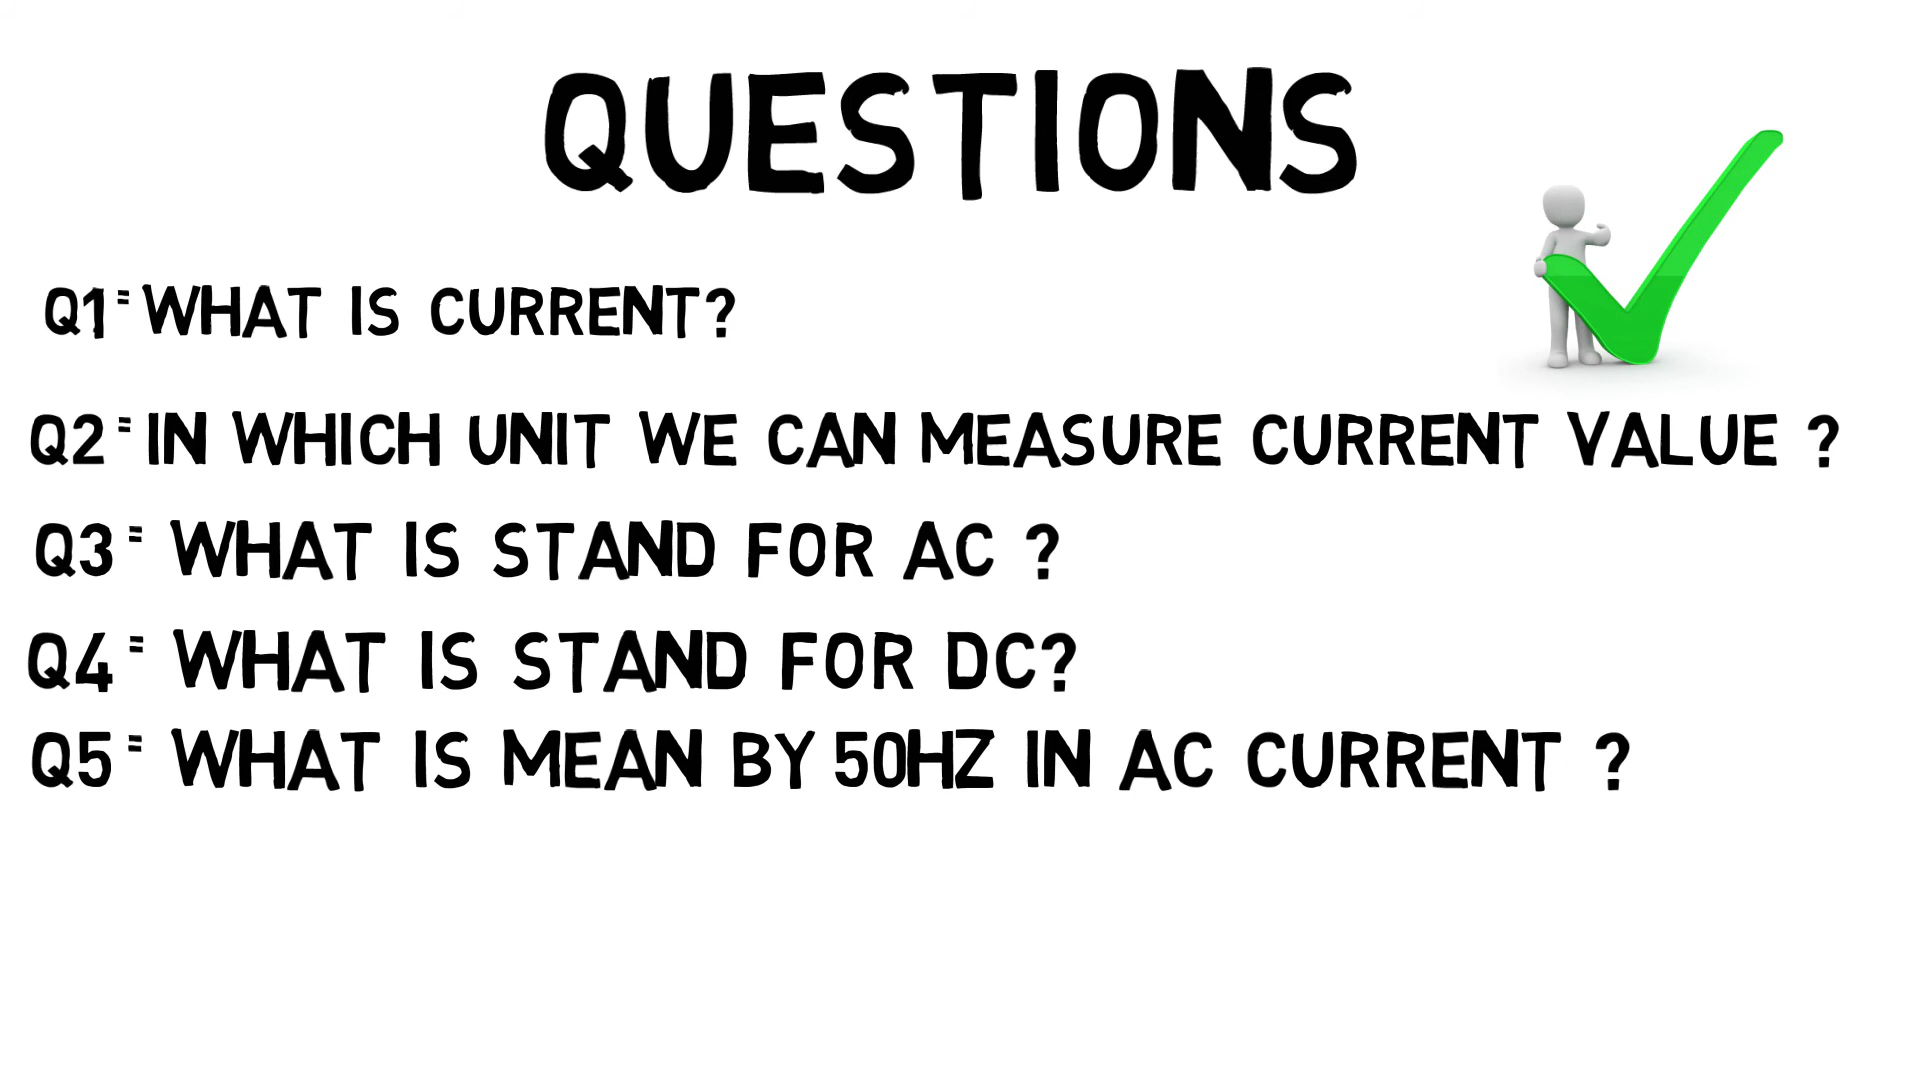 QUESTIONS
Q1= WHAT IS CURRENT?
Q2= IN WHICH UNIT WE CAN MEASURE CURRENT VALUE ?
Q3= WHAT IS STAND FOR AC ?
Q4= WHAT IS STAND FOR DC?
Q5= WHAT IS MEAN BY 50HZ IN AC CURRENT ?